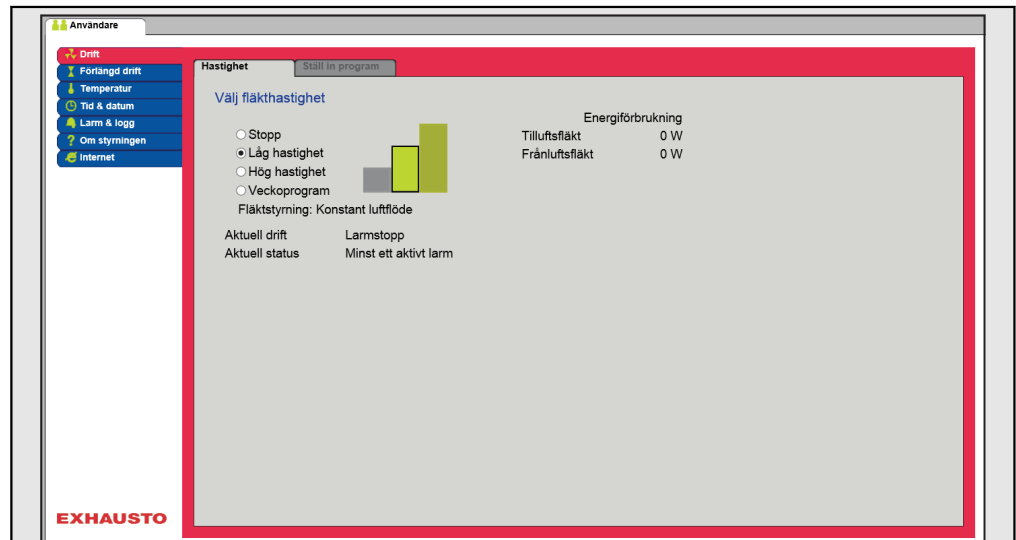 Användare
Drift
Förlängd drift
Temperatur
Tid & datum
Larm & logg
? Om styrningen
Internet
Hastighet
Ställ in program
Välj fläkthastighet
Stopp
Låg hastighet
Hög hastighet
Veckoprogram
Fläktstyrning: Konstant luftflöde
Energiförbrukning
Tilluftsfläkt 0 W
Frånluftsfläkt 0 W
Aktuell drift Larmstopp
Aktuell status Minst ett aktivt larm
EXHAUSTO